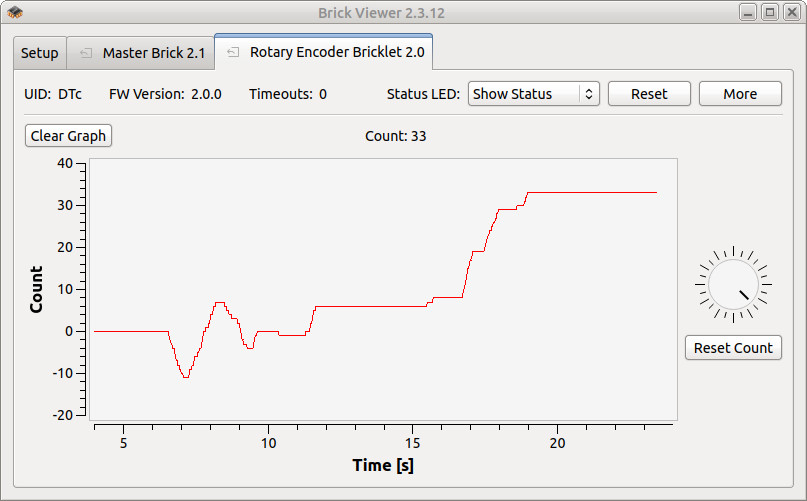 Brick Viewer 2.3.12
Setup Master Brick 2.1 Rotary Encoder Bricklet 2.0
UID: DTc FW Version: 2.0.0 Timeouts: 0 Status LED: Show Status Reset More
Clear Graph Count: 33
40
30
20
10
0
-10
-20
Count
5 10 15 20
Time [s]
Reset Count